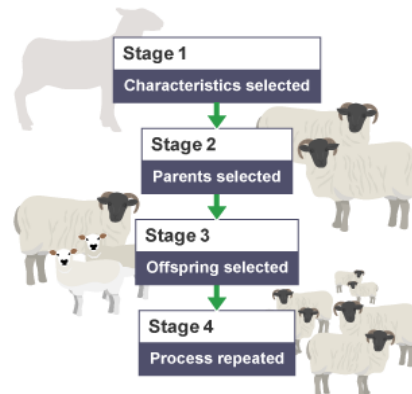 Stage 1
Characteristics selected
Stage 2
Parents selected
Stage 3
Offspring selected
Stage 4
Process repeated